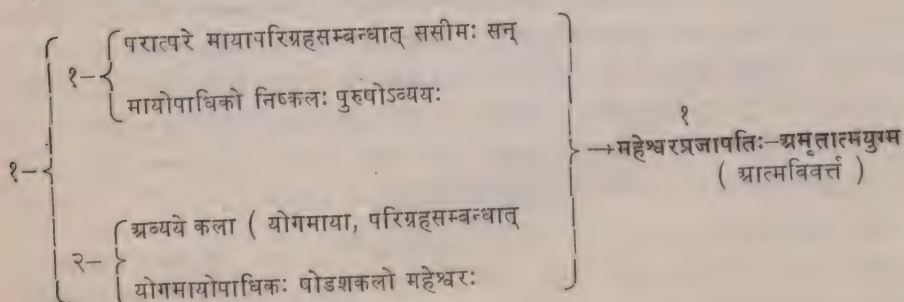 १- १- परात्परे मायापरिग्रहसम्बन्धात् ससीमः सन्
मायोपाधिको निष्कलः पुरुषोऽव्ययः
१
→महेश्वरप्रजापतिः-अमृतात्मयुग्म
( आत्मविवर्त्त )
२- अव्यये कला ( योगमाया, परिग्रहसम्बन्धात्
योगमायोपाधिकः षोडशकलो महेश्वरः